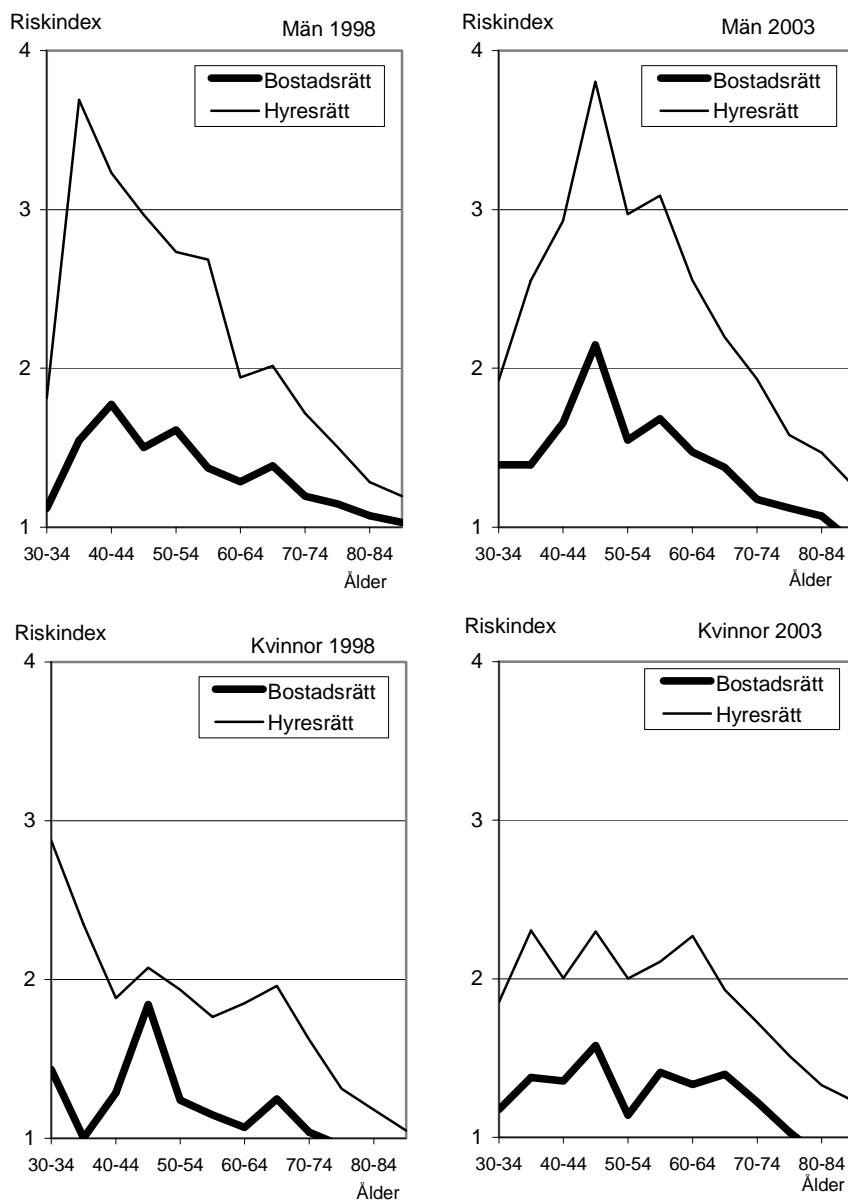 Riskindex
Män 1998
4
Bostadsrätt
Hyresrätt
3
2
1
30-34 40-44 50-54 60-64 70-74 80-84
Ålder
Riskindex
Män 2003
4
Bostadsrätt
Hyresrätt
3
2
1
30-34 40-44 50-54 60-64 70-74 80-84
Ålder
Riskindex
Kvinnor 1998
4
Bostadsrätt
Hyresrätt
3
2
1
30-34 40-44 50-54 60-64 70-74 80-84
Ålder
Riskindex
Kvinnor 2003
4
Bostadsrätt
Hyresrätt
3
2
1
30-34 40-44 50-54 60-64 70-74 80-84
Ålder